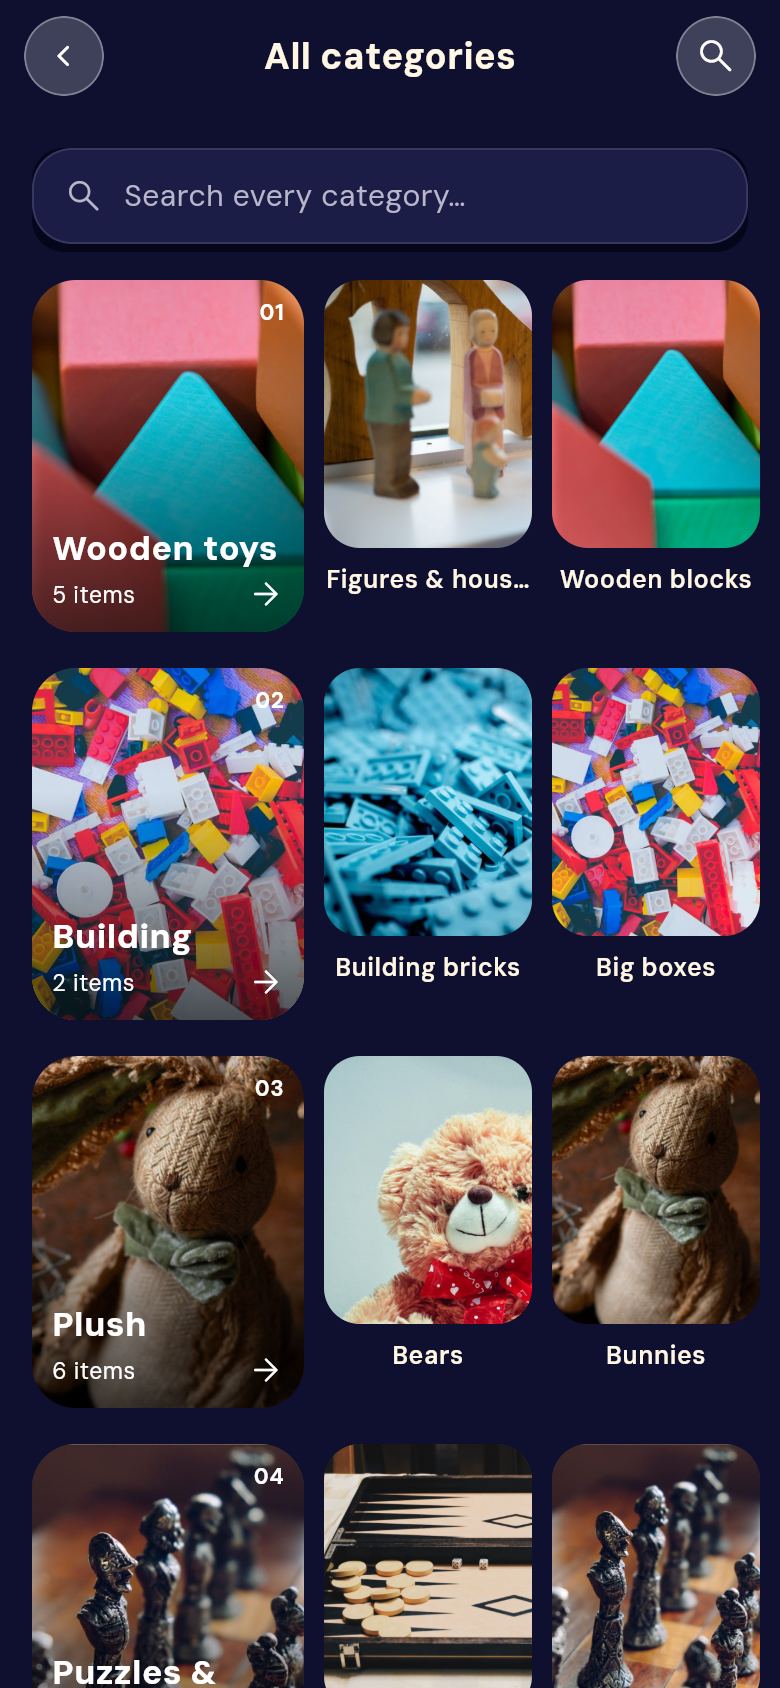 All categories
Search every category...
01
Wooden toys
5 items
Figures & hous...
Wooden blocks
02
Building
2 items
Building bricks
Big boxes
03
Plush
6 items
Bears
Bunnies
04
Puzzles &